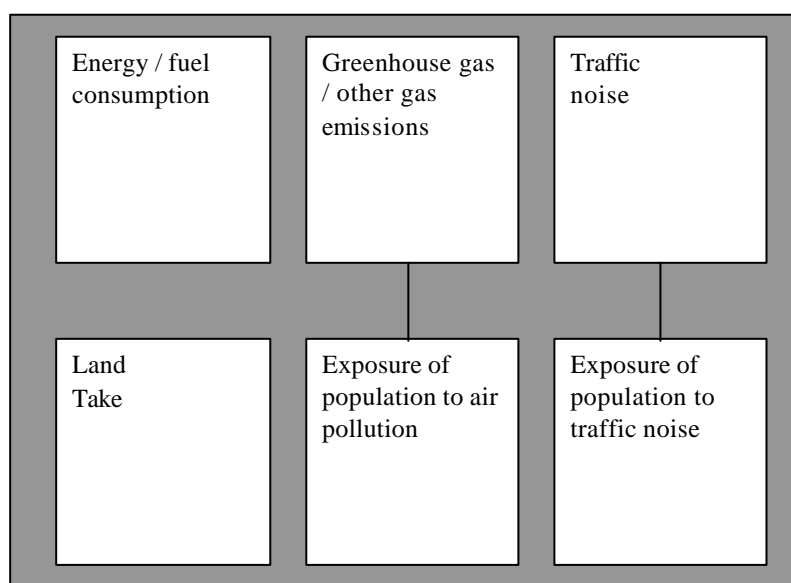 Energy / fuel
consumption
Greenhouse gas
/ other gas
emissions
Traffic
noise
Land
Take
Exposure of
population to air
pollution
Exposure of
population to
traffic noise